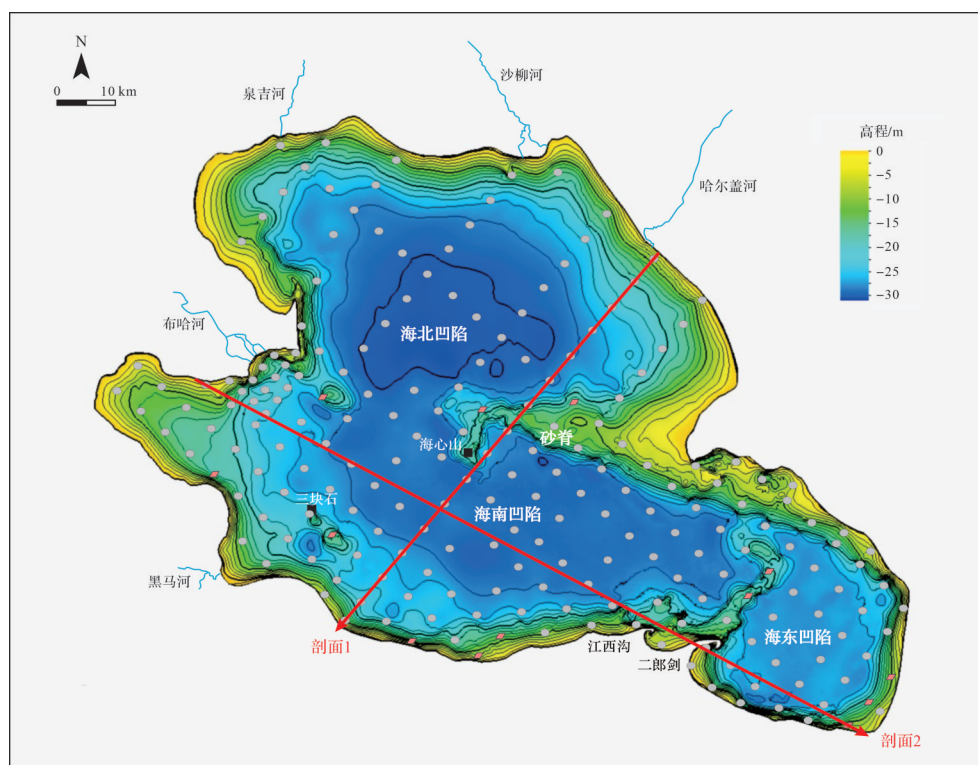 N
0 10 km
泉吉河
沙柳河
哈尔盖河
高程/m
0
-5
-10
-15
-20
-25
-30
布哈河
海北凹陷
海心山
砂脊
三块石
海南凹陷
黑马河
剖面1
江西沟
二郎剑
海东凹陷
剖面2